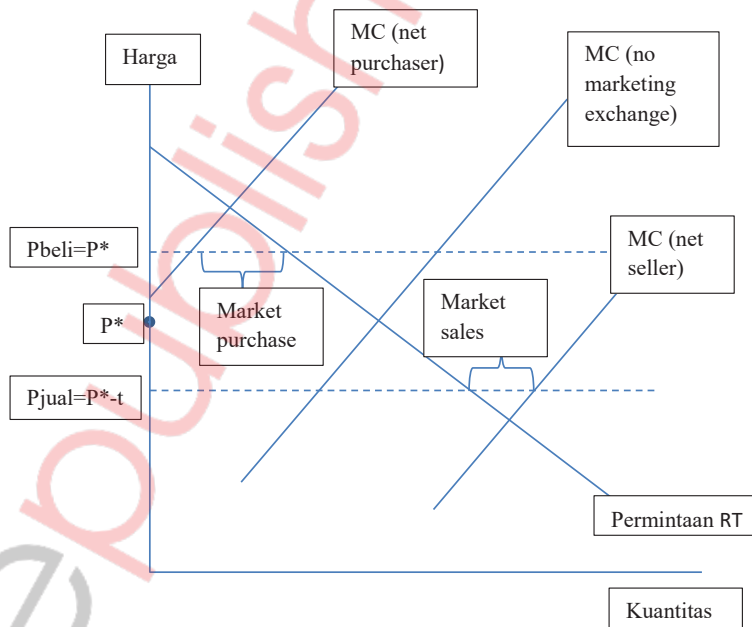 MC (net
purchaser)
Harga
MC (no
marketing
exchange)
Pbeli=P*
MC (net
seller)
Market
purchase
Market
sales
P*
Pjual=P*-t
Permintaan RT
Kuantitas
epublish